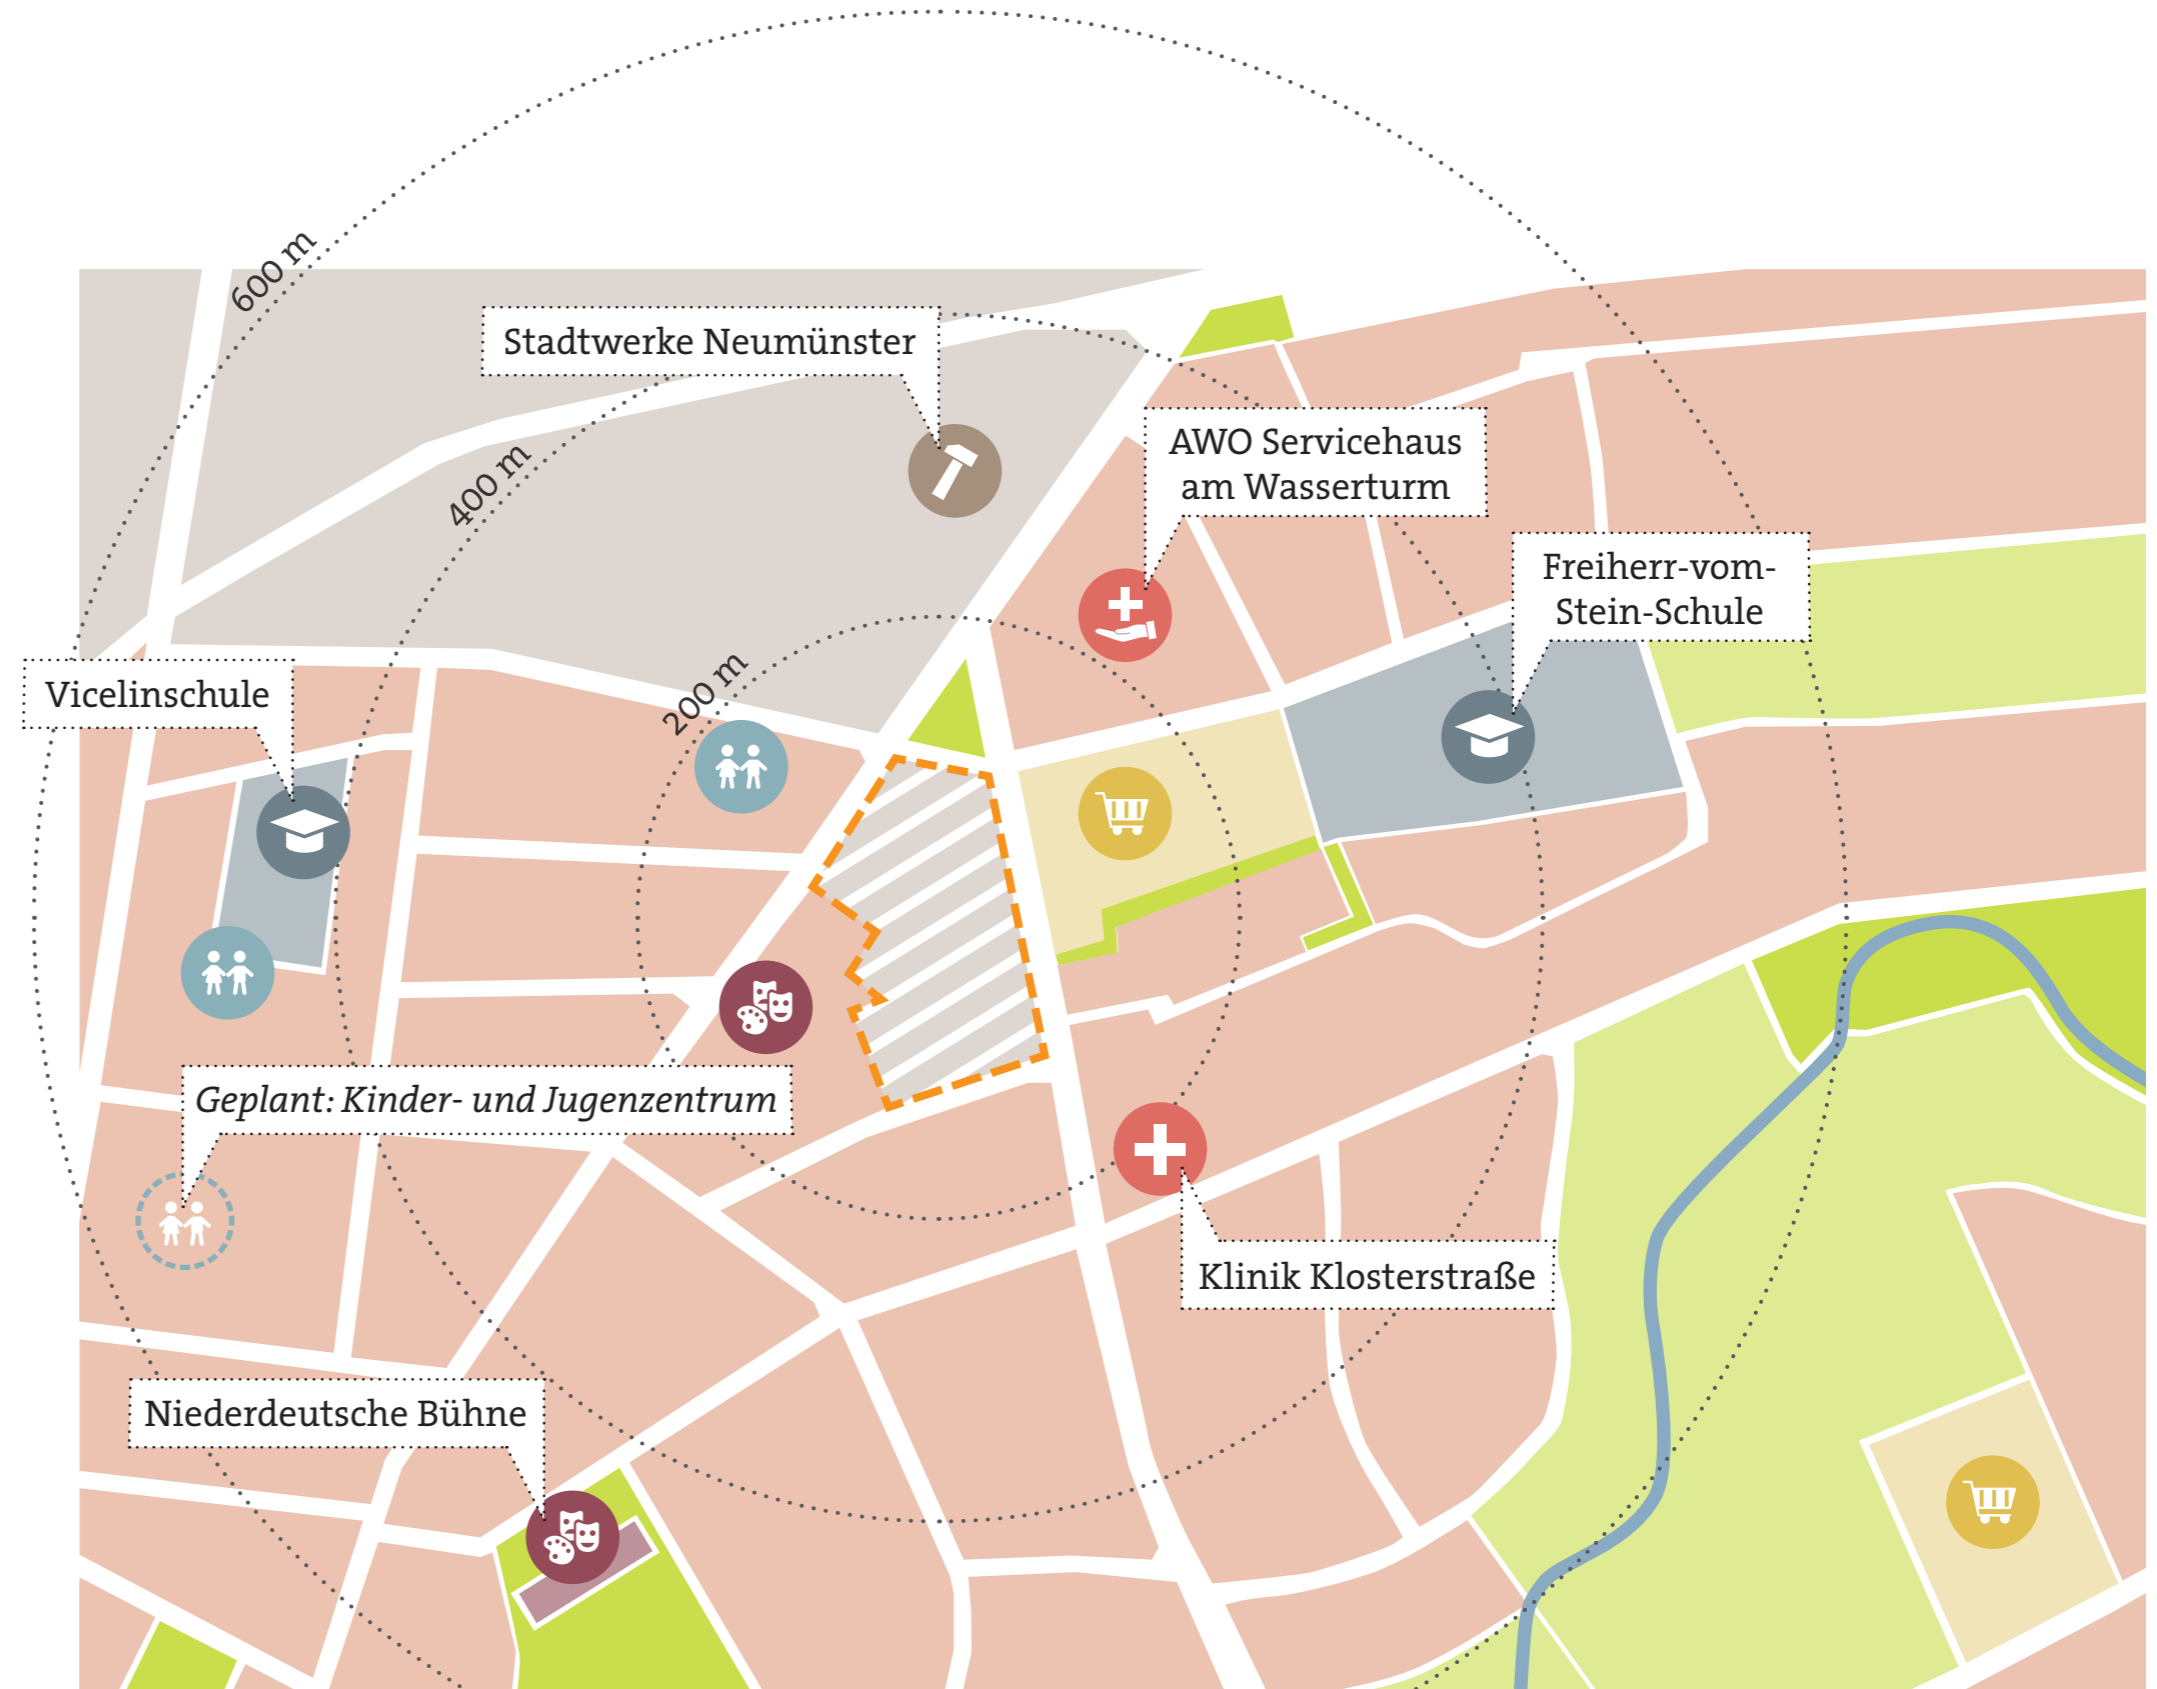 600 m
Stadtwerke Neumünster
400 m
AWO Servicehaus
am Wasserturm
Freiherr-vom-
Stein-Schule
200 m
Vicelinschule
Geplant: Kinder- und Jugenzentrum
Klinik Klosterstraße
Niederdeutsche Bühne